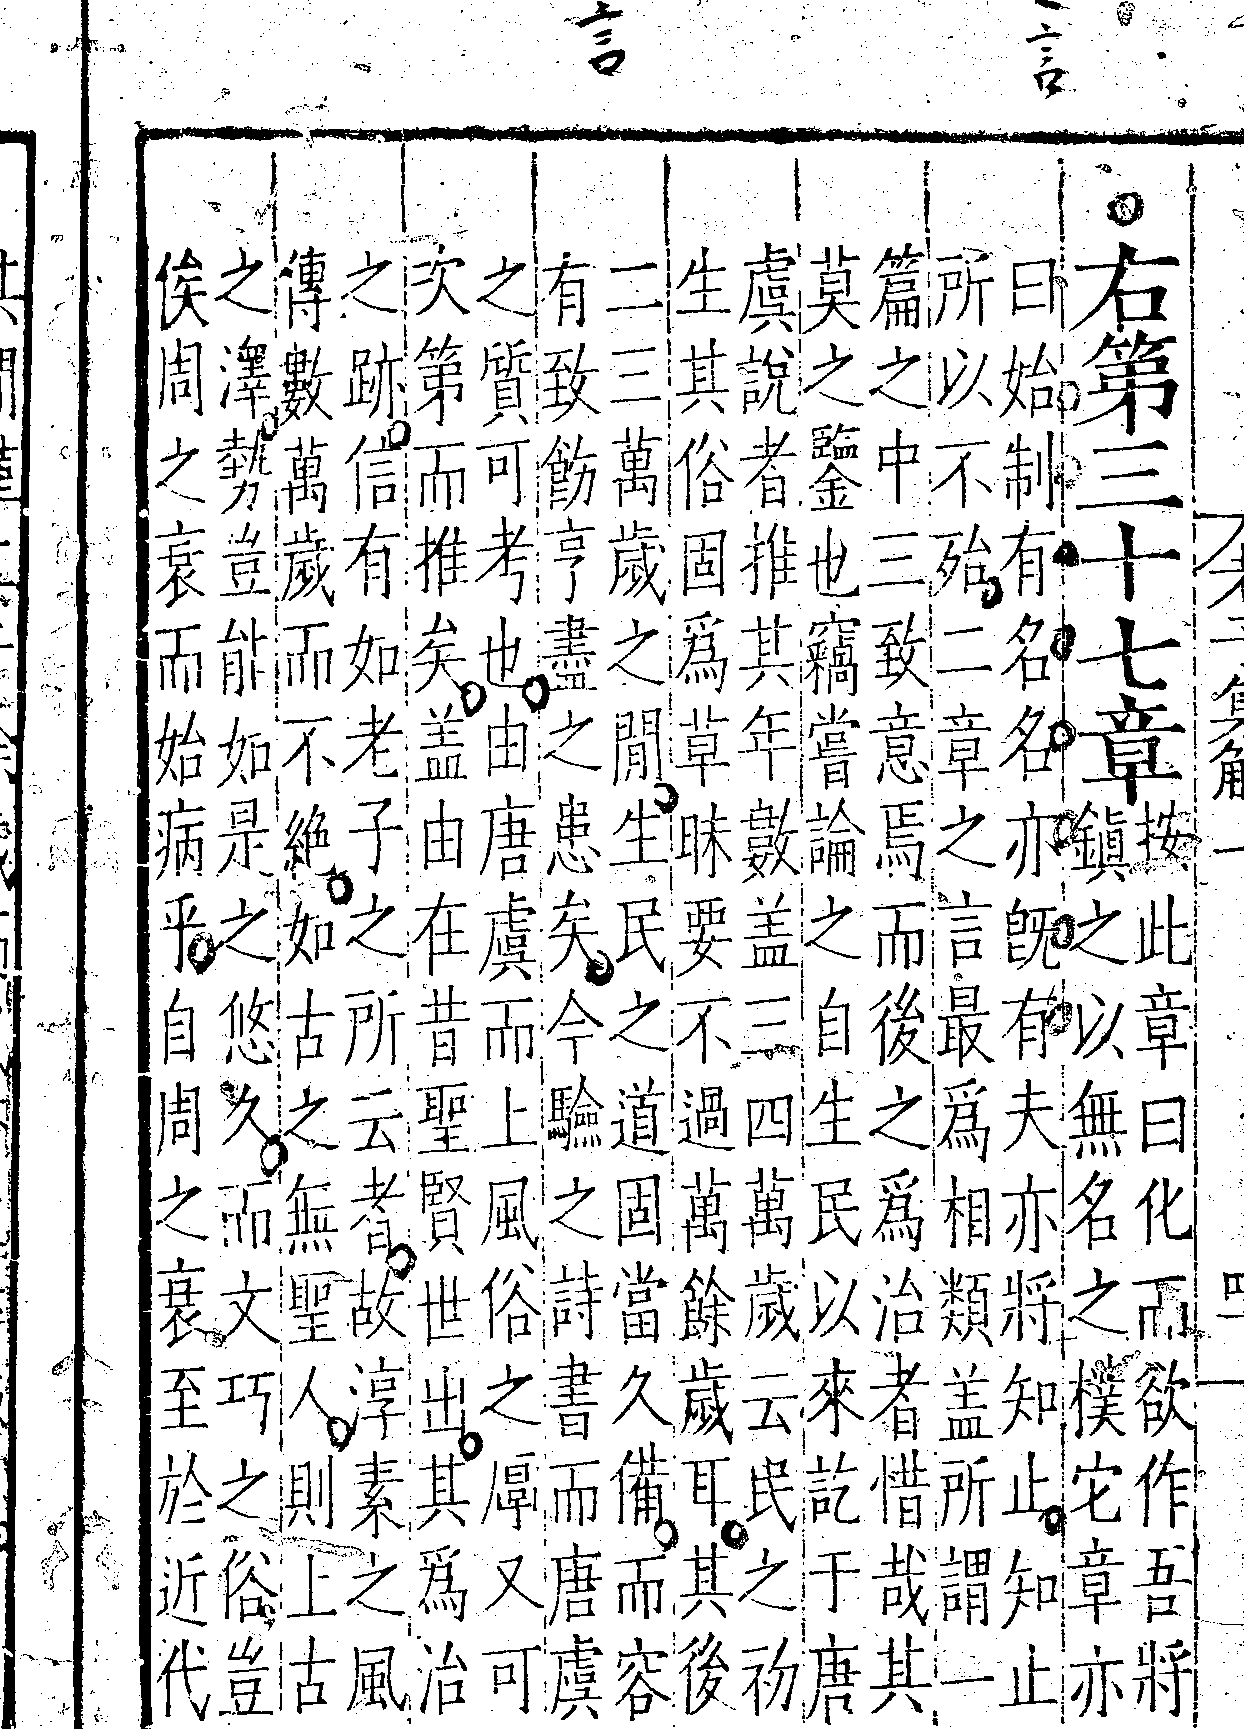 言
言
右第三十七章
按此章曰化而欲作吾將
鎮之以無名之樸它章亦
曰始制有名名亦旣有夫亦將知止知止
所以不殆二章之言最爲相類盖所謂一
篇之中三致意焉而後之爲治者惜哉其
莫之鑒也竊嘗論之自生民以來訖于唐
虞說者推其年數盖三四萬歲云民之初
生其俗固爲草昧要不過萬餘歲耳其後
二三萬歲之閒生民之道固當久備而容
有致飭亨盡之患矣今驗之詩書而唐虞
之質可考也由唐虞而上風俗之厚又可
次第而推矣盖由在昔聖賢世出其爲治
之跡信有如老子之所云者故淳素之風
傳數萬歲而不絶如古之無聖人則上古
之澤勢豈能如是之悠久而文巧之俗豈
俟周之衰而始病乎自周之衰至於近代